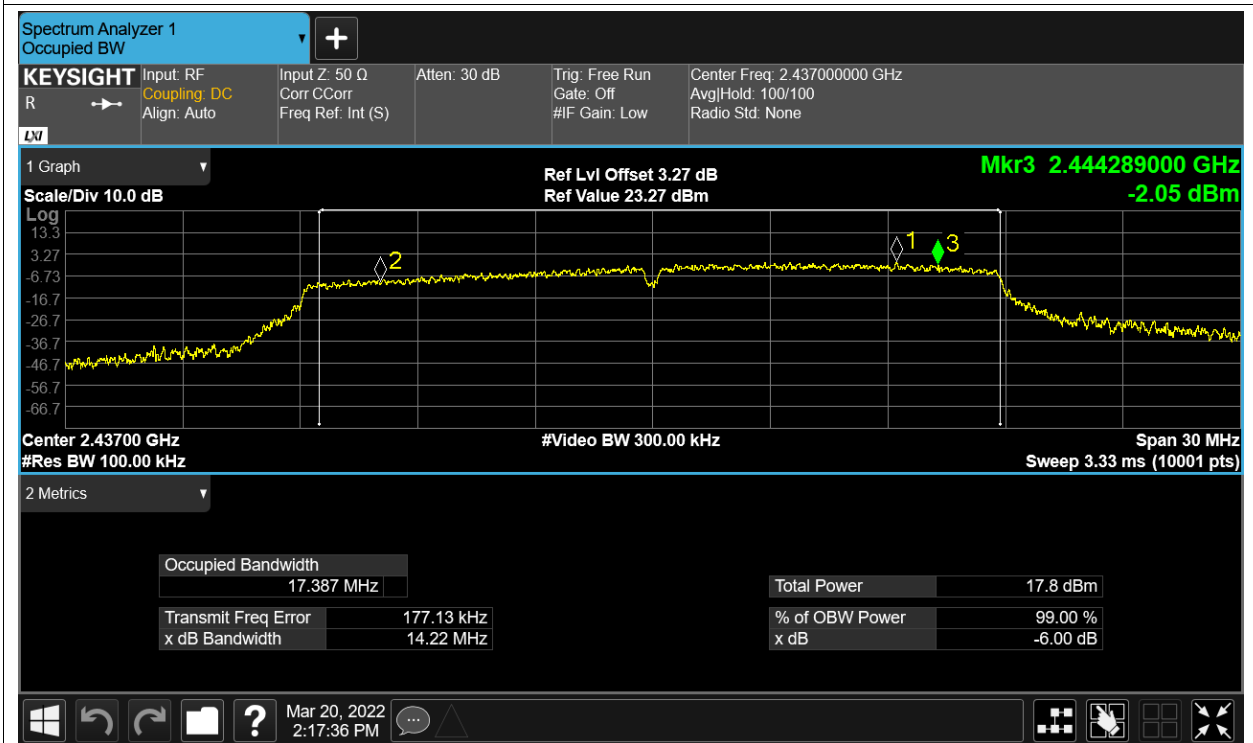 Spectrum Analyzer 1
Occupied BW
KEYSIGHT
R
LXI
Input: RF
Coupling: DC
Align: Auto
Input Z: 50 Ω
Corr CCorr
Freq Ref: Int (S)
Atten: 30 dB
Trig: Free Run
Gate: Off
#IF Gain: Low
Center Freq: 2.437000000 GHz
Avg|Hold: 100/100
Radio Std: None
1 Graph
Scale/Div 10.0 dB
Ref Lvl Offset 3.27 dB
Ref Value 23.27 dBm
Mkr3 2.444289000 GHz
-2.05 dBm
Log
13.3
3.27
-6.73
-16.7
-26.7
-36.7
-46.7
-56.7
-66.7
2
1
3
Center 2.43700 GHz
#Video BW 300.00 kHz
Span 30 MHz
#Res BW 100.00 kHz
Sweep 3.33 ms (10001 pts)
2 Metrics
Occupied Bandwidth
17.387 MHz
Transmit Freq Error 177.13 kHz
x dB Bandwidth 14.22 MHz
Total Power 17.8 dBm
% of OBW Power 99.00 %
x dB -6.00 dB
?
Mar 20, 2022
2:17:36 PM